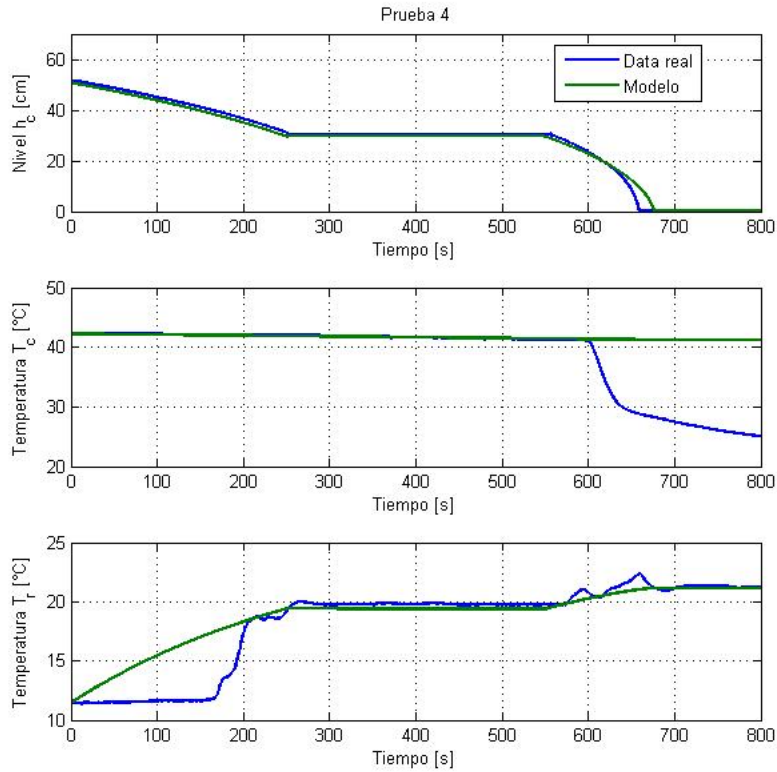 Prueba 4
Nivel h_c [cm]
60
40
20
0
Data real
Modelo
0 100 200 300 400 500 600 700 800
Tiempo [s]
Temperatura T_c [°C]
50
40
30
20
0 100 200 300 400 500 600 700 800
Tiempo [s]
Temperatura T_r [°C]
25
20
15
10
0 100 200 300 400 500 600 700 800
Tiempo [s]